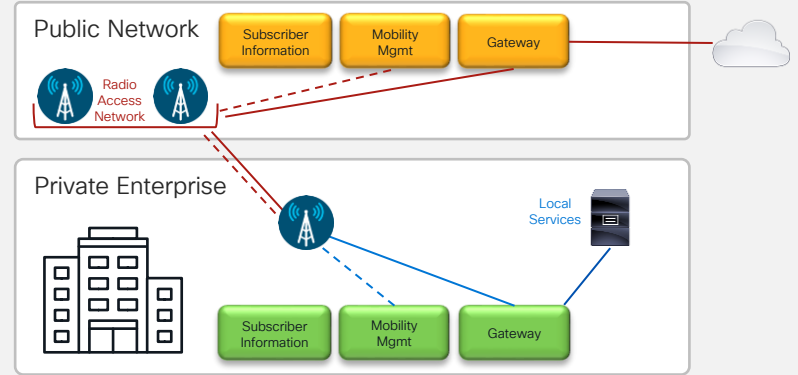 Public Network
Subscriber
Information
Mobility
Mgmt
Gateway
Radio
Access
Network
Private Enterprise
Local
Services
Subscriber
Information
Mobility
Mgmt
Gateway